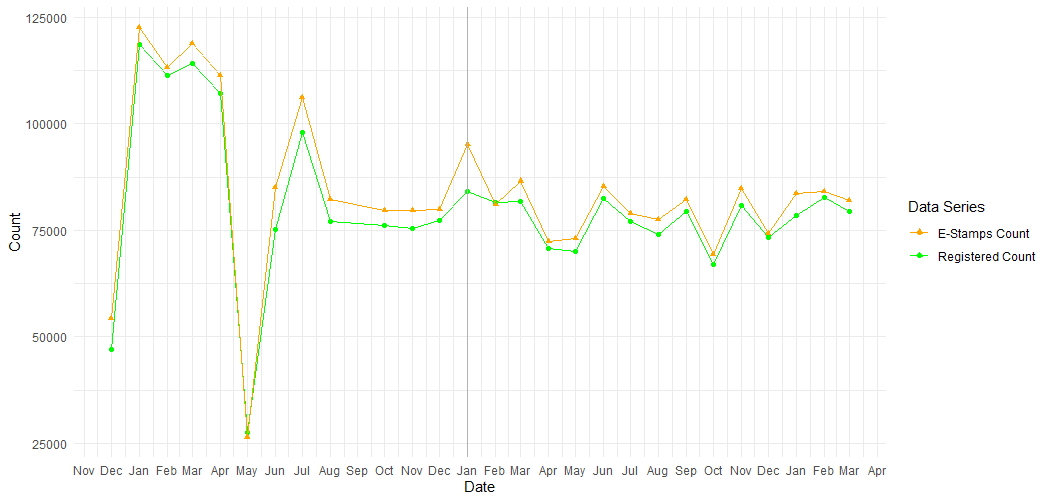 125000
100000
75000
50000
25000
Count
Nov Dec Jan Feb Mar Apr May Jun Jul Aug Sep Oct Nov Dec Jan Feb Mar Apr May Jun Jul Aug Sep Oct Nov Dec Jan Feb Mar Apr
Date
Data Series
E-Stamps Count
Registered Count